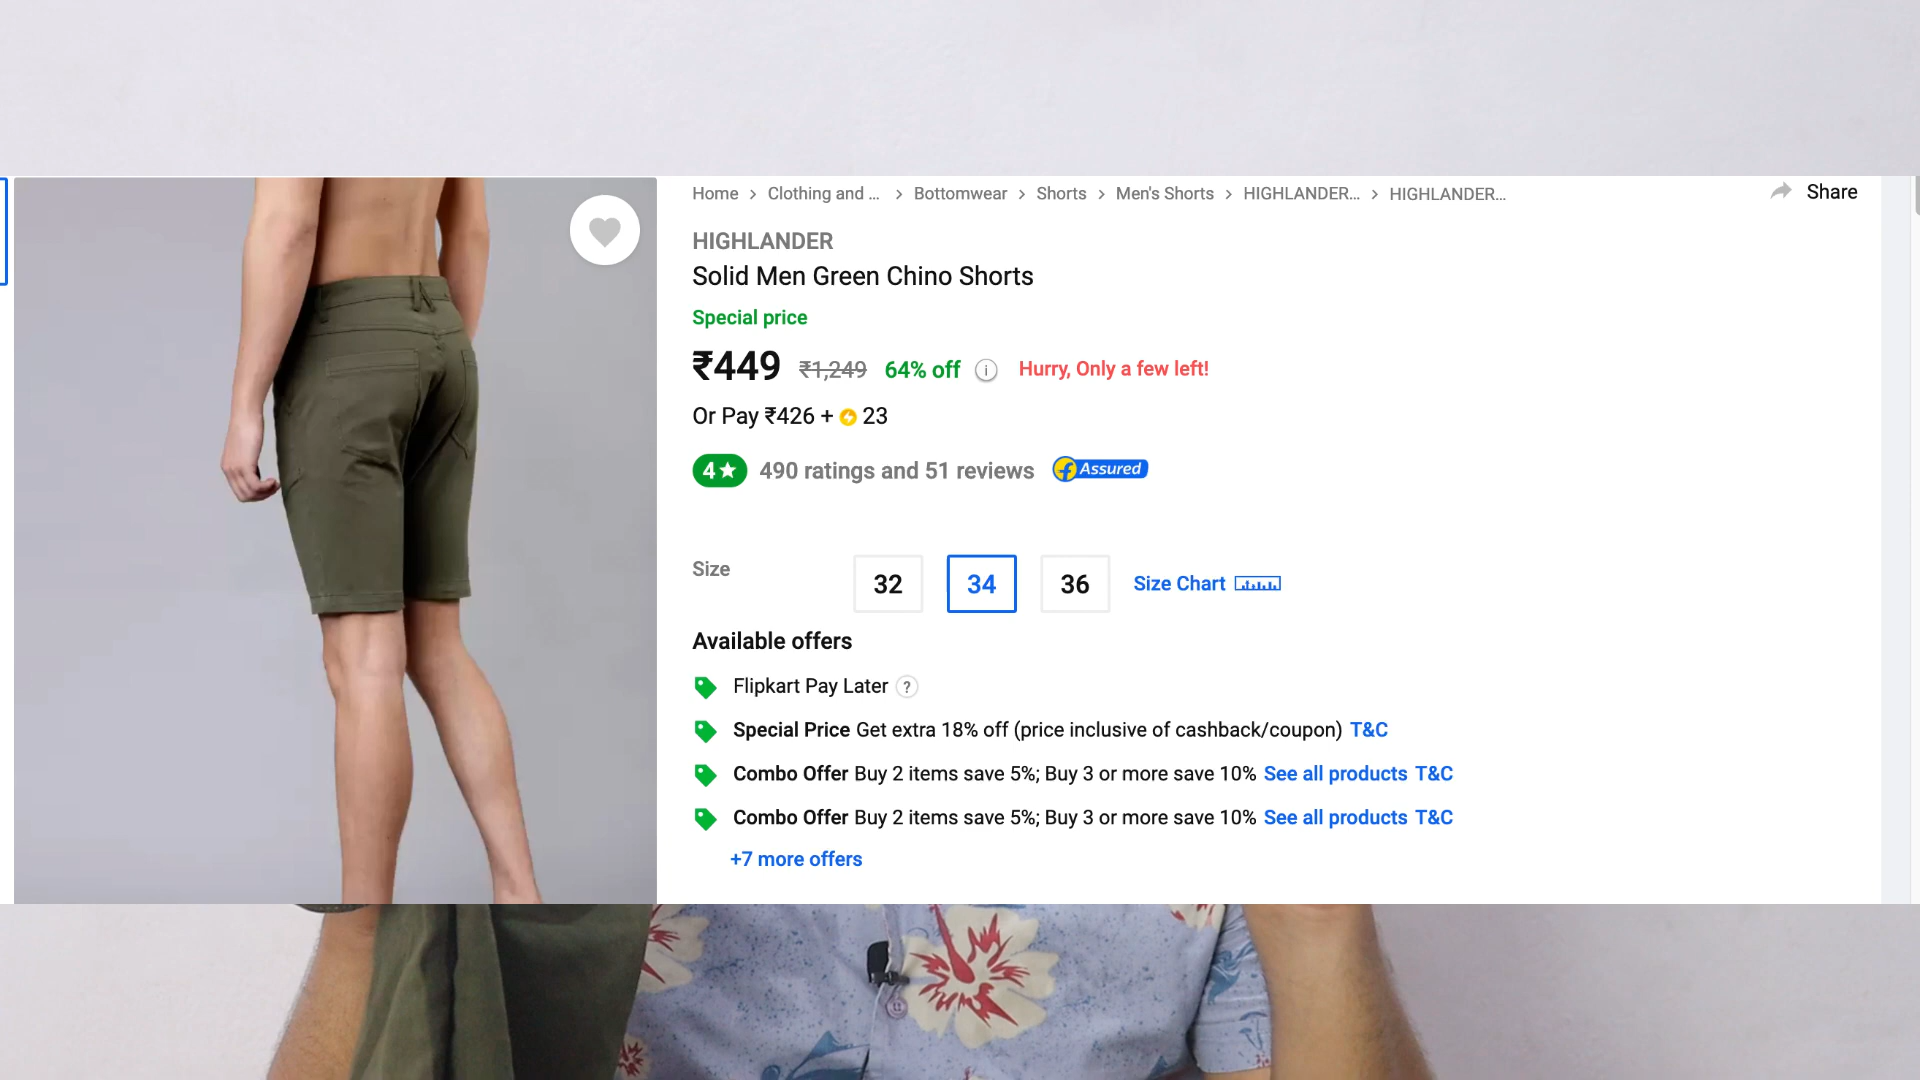 Home > Clothing and ... > Bottomwear > Shorts > Men's Shorts > HIGHLANDER... > HIGHLANDER...
Share
HIGHLANDER
Solid Men Green Chino Shorts
Special price
₹449 ₹1,249 64% off i Hurry, Only a few left!
Or Pay ₹426 + 23
4★ 490 ratings and 51 reviews f Assured
Size 32 34 36 Size Chart
Available offers
Flipkart Pay Later ?
Special Price Get extra 18% off (price inclusive of cashback/coupon) T&C
Combo Offer Buy 2 items save 5%; Buy 3 or more save 10% See all products T&C
Combo Offer Buy 2 items save 5%; Buy 3 or more save 10% See all products T&C
+7 more offers